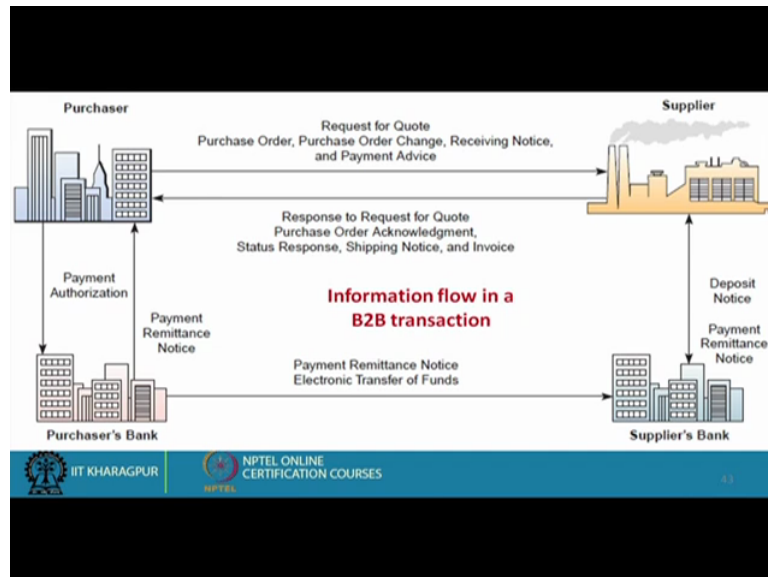 Purchaser
Supplier
Request for Quote
Purchase Order, Purchase Order Change, Receiving Notice,
and Payment Advice
Response to Request for Quote
Purchase Order Acknowledgment,
Status Response, Shipping Notice, and Invoice
Payment
Authorization
Payment
Remittance
Notice
Information flow in a
B2B transaction
Deposit
Notice
Payment
Remittance
Notice
Payment Remittance Notice
Electronic Transfer of Funds
Purchaser's Bank
Supplier's Bank
IIT KHARAGPUR
NPTEL
NPTEL ONLINE
CERTIFICATION COURSES
43